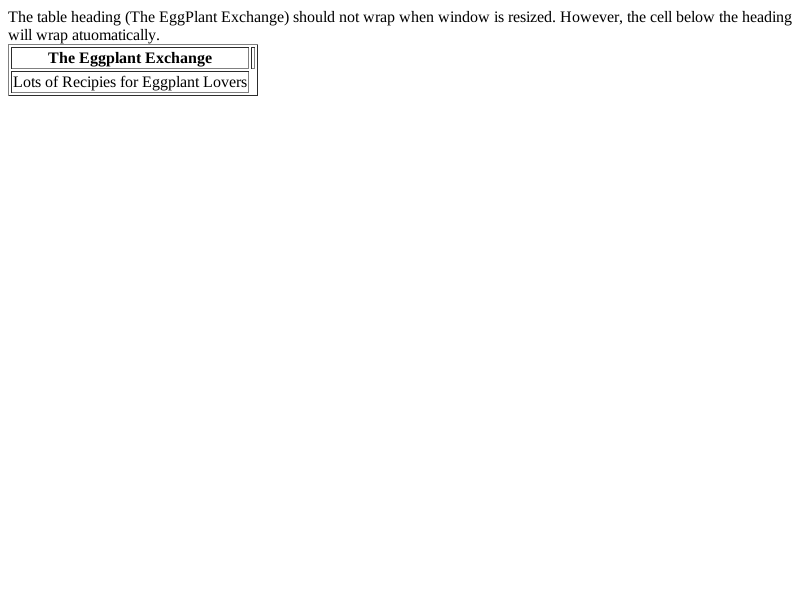 The table heading (The EggPlant Exchange) should not wrap when window is resized. However, the cell below the heading
will wrap atuomatically.
The Eggplant Exchange
Lots of Recipies for Eggplant Lovers